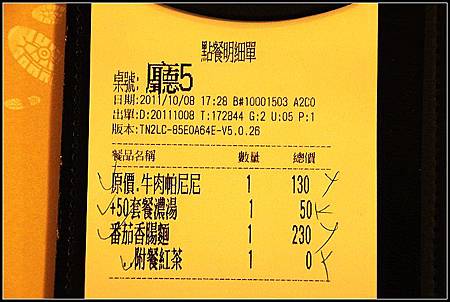 點餐明細單
桌號:廳5
日期:2011/10/08 17:28 B#10001503 A2C0
出單:D:20111008 T:172844 G:2 U:05 P:1
版本:TN2LC-85E0A64E-V5.0.26
餐品名稱 數量 總價
原價.牛肉帕尼尼 1 130
+50套餐濃湯 1 50
番茄香腸麵 1 230
附餐紅茶 1 0